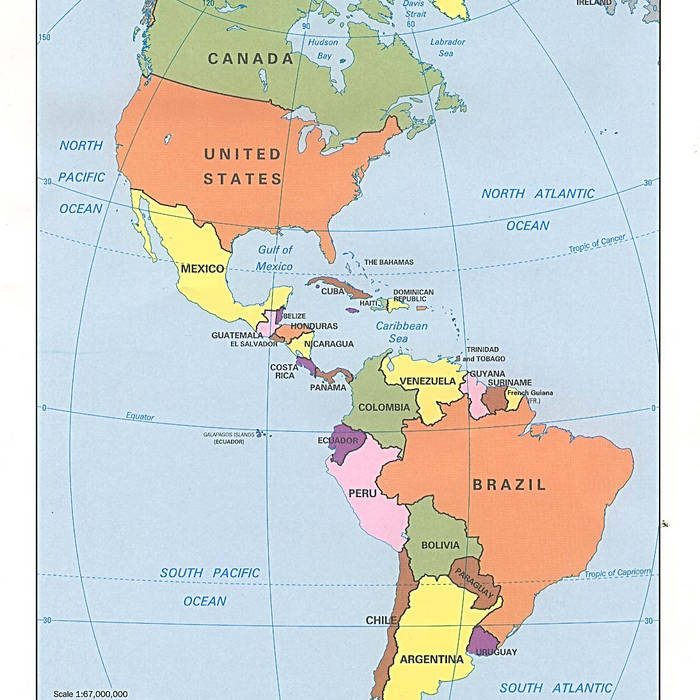 IRELAND
Davis
Strait
150
120
90
60
Hudson
Bay
Labrador
Sea
CANADA
NORTH
PACIFIC
OCEAN
UNITED
STATES
30
30
NORTH ATLANTIC
OCEAN
Tropic of Cancer
Gulf of
Mexico
MEXICO
THE BAHAMAS
CUBA
HAITI
DOMINICAN
REPUBLIC
BELIZE
HONDURAS
GUATEMALA
EL SALVADOR
NICARAGUA
Caribbean
Sea
COSTA
RICA
PANAMA
TRINIDAD
and TOBAGO
VENEZUELA
GUYANA
SURINAME
French Guiana
(FR.)
COLOMBIA
0
0
Equator
GALAPAGOS ISLANDS
(ECUADOR)
ECUADOR
PERU
BRAZIL
BOLIVIA
PARAGUAY
SOUTH PACIFIC
OCEAN
Tropic of Capricorn
30
30
CHILE
ARGENTINA
URUGUAY
SOUTH ATLANTIC
Scale 1:67,000,000